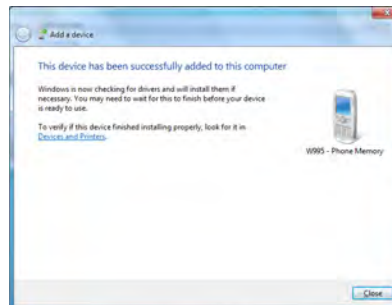 Add a device
This device has been successfully added to this computer
Windows is now checking for drivers and will install them if
necessary. You may need to wait for this to finish before your device
is ready to use.
To verify if this device finished installing properly, look for it in
Devices and Printers.
W995 - Phone Memory
Close